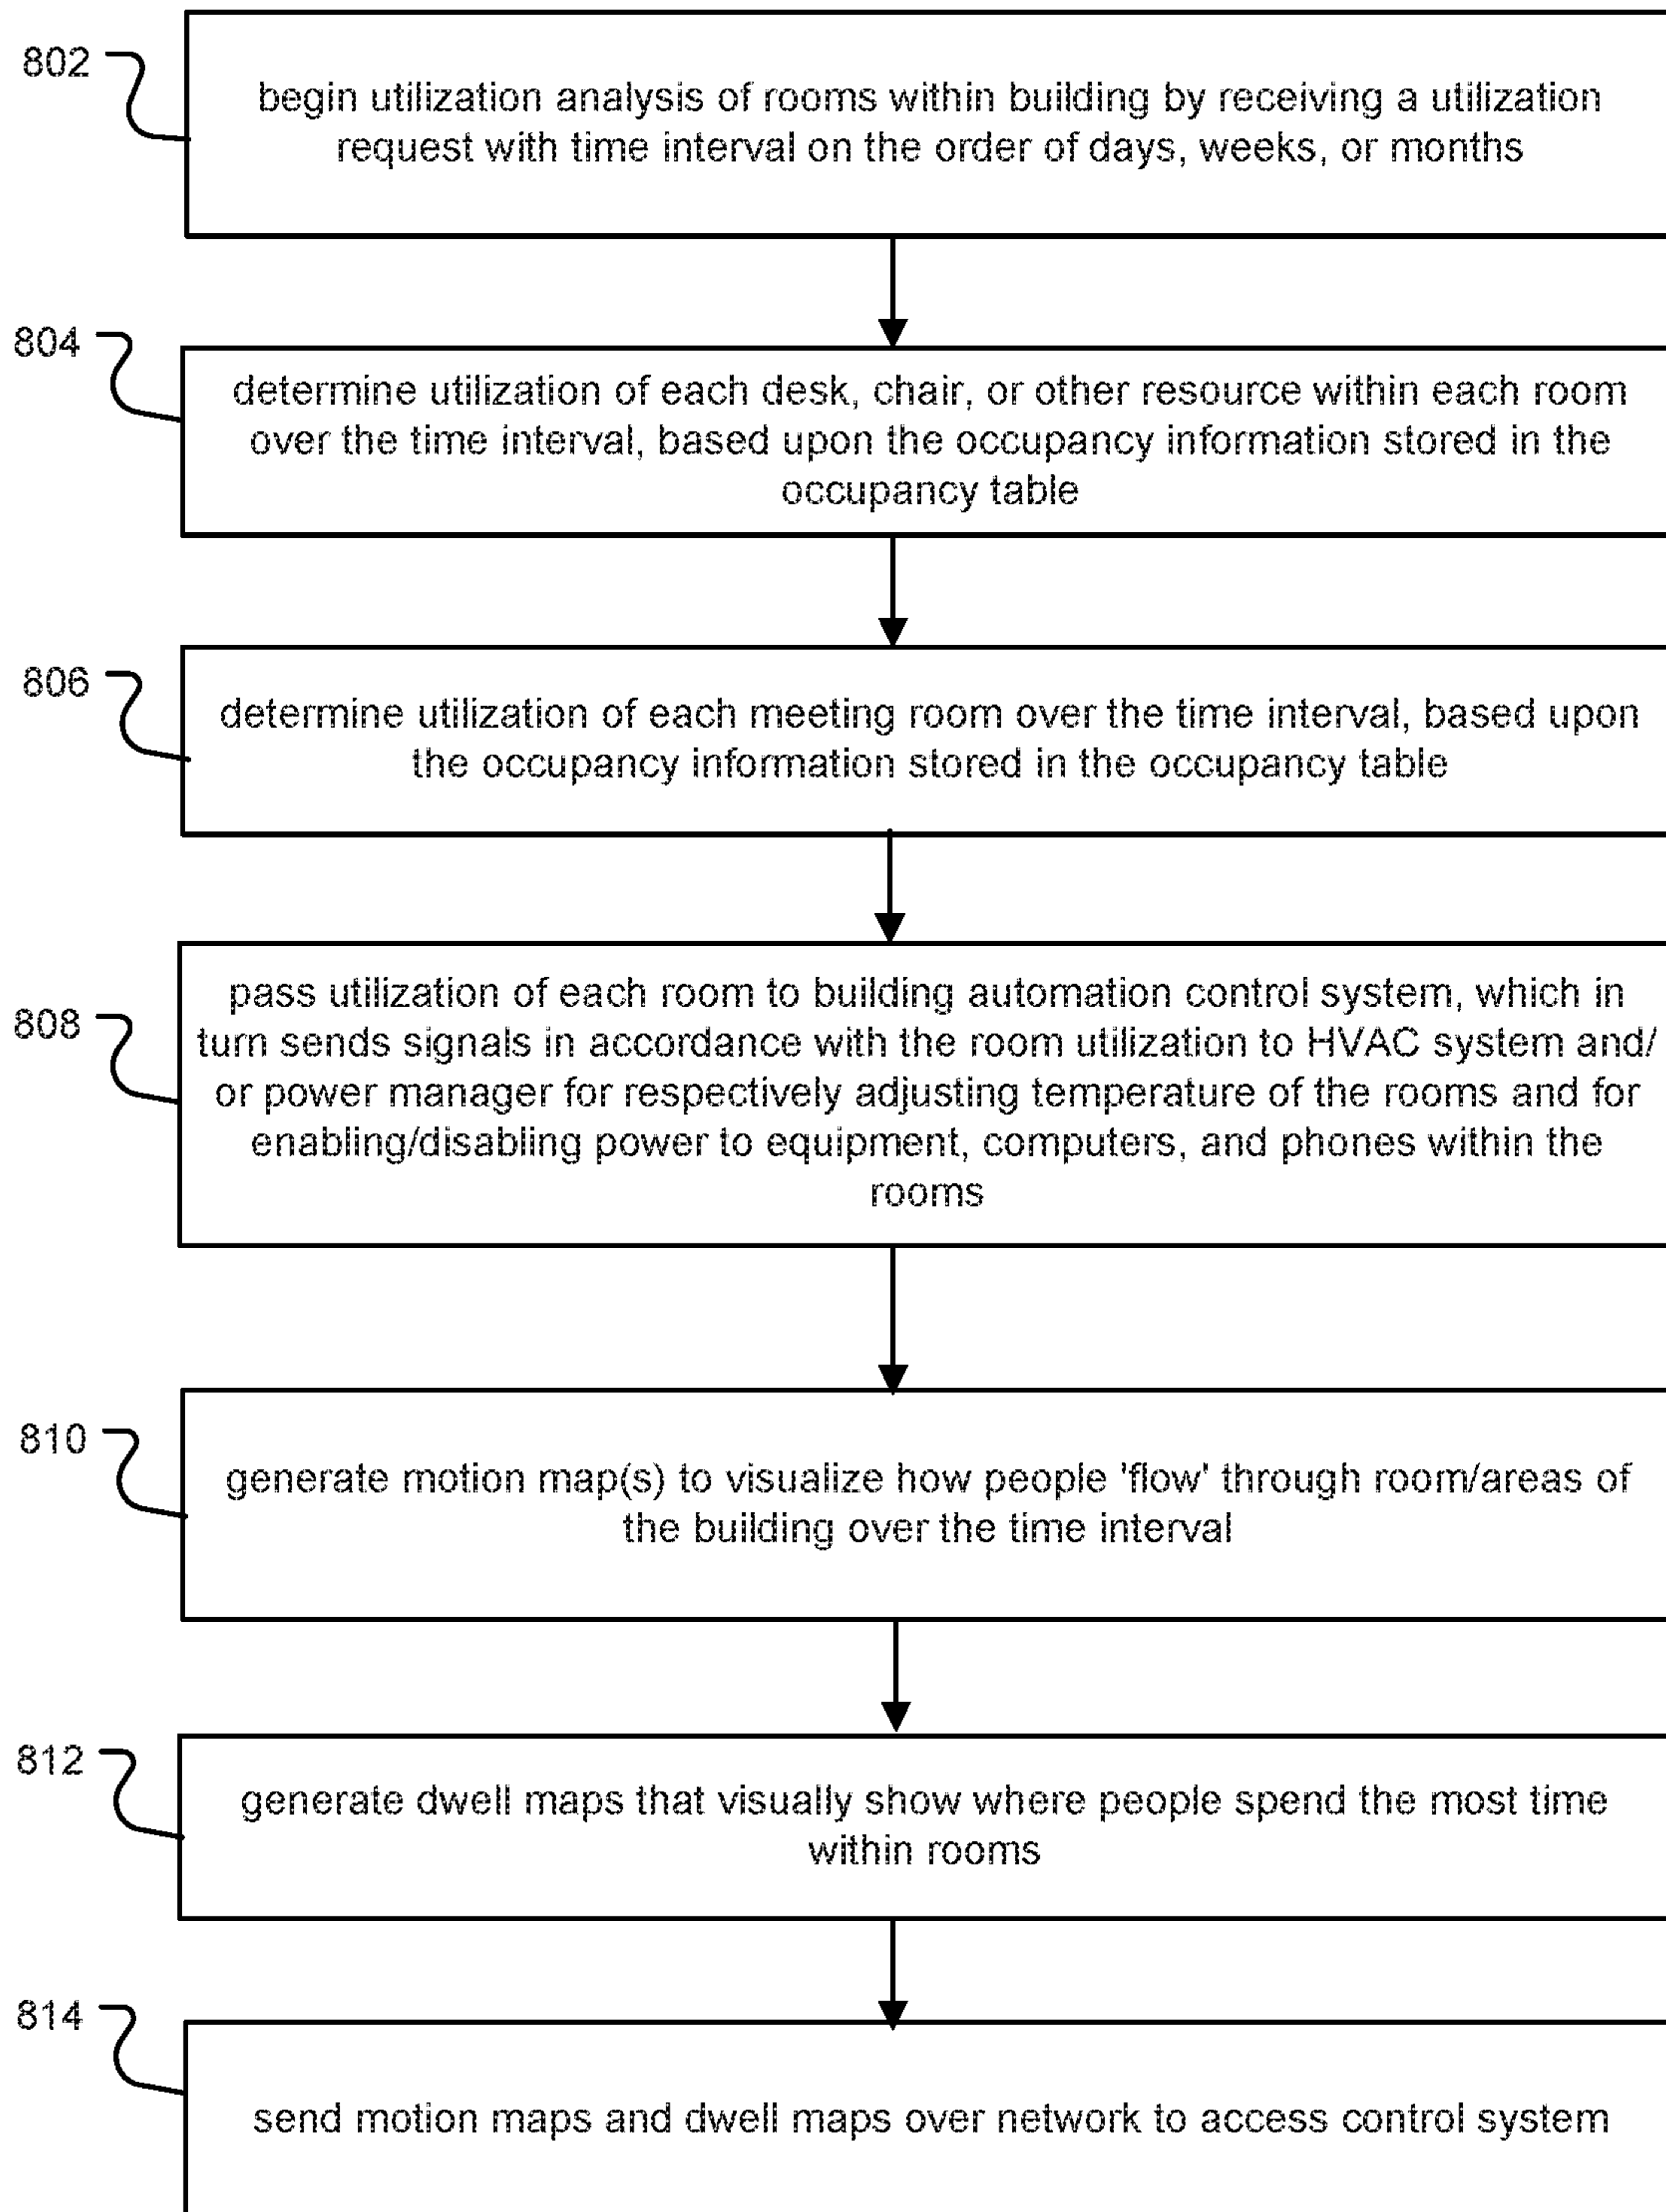 802
begin utilization analysis of rooms within building by receiving a utilization
request with time interval on the order of days, weeks, or months
804
determine utilization of each desk, chair, or other resource within each room
over the time interval, based upon the occupancy information stored in the
occupancy table
806
determine utilization of each meeting room over the time interval, based upon
the occupancy information stored in the occupancy table
808
pass utilization of each room to building automation control system, which in
turn sends signals in accordance with the room utilization to HVAC system and/
or power manager for respectively adjusting temperature of the rooms and for
enabling/disabling power to equipment, computers, and phones within the
rooms
810
generate motion map(s) to visualize how people 'flow' through room/areas of
the building over the time interval
812
generate dwell maps that visually show where people spend the most time
within rooms
814
send motion maps and dwell maps over network to access control system